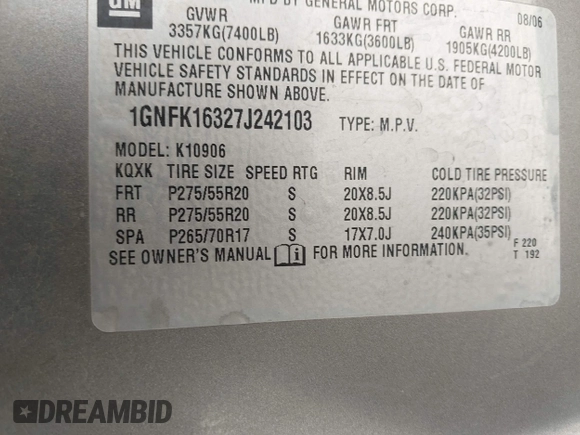 GM MFD BY GENERAL MOTORS CORP. 08/06
GVWR GAWR FRT GAWR RR
3357KG(7400LB) 1633KG(3600LB) 1905KG(4200LB)
THIS VEHICLE CONFORMS TO ALL APPLICABLE U.S. FEDERAL MOTOR
VEHICLE SAFETY STANDARDS IN EFFECT ON THE DATE OF
MANUFACTURE SHOWN ABOVE.
1GNFK16327J242103 TYPE: M.P.V.
MODEL: K10906
KQXK TIRE SIZE SPEED RTG RIM COLD TIRE PRESSURE
FRT P275/55R20 S 20X8.5J 220KPA(32PSI)
RR P275/55R20 S 20X8.5J 220KPA(32PSI)
SPA P265/70R17 S 17X7.0J 240KPA(35PSI)
SEE OWNER'S MANUAL i FOR MORE INFORMATION.
F 220
T 192
DREAMBID